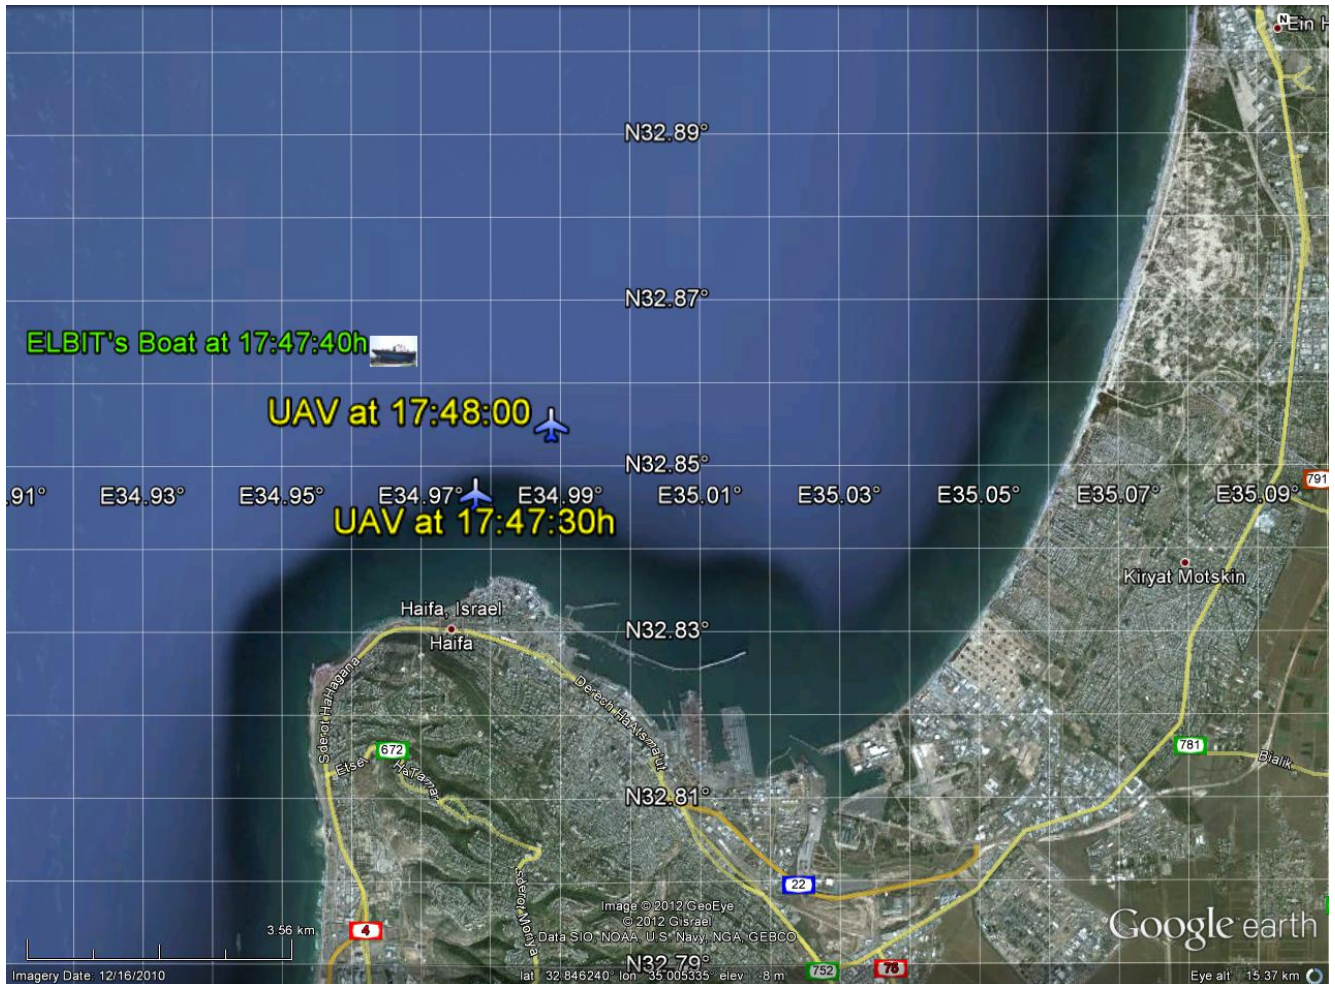 N
Ein H
N32.89°
N32.87°
ELBIT's Boat at 17:47:40h
UAV at 17:48:00
N32.85°
.91°
E34.93°
E34.95°
E34.97°
E34.99°
E35.01°
E35.03°
E35.05°
E35.07°
E35.09°
791
UAV at 17:47:30h
Kiryat Motskin
Haifa, Israel
Haifa
N32.83°
Sderot HaHagana
Derech HaAtsma'ut
672
Etsel
HaTamar
781
Bialik
N32.81°
sderot Moriya
22
Image © 2012 GeoEye
© 2012 Gisrael
Data SIO, NOAA, U.S. Navy, NGA, GEBCO
3.56 km
4
Google earth
N32.79°
752
Imagery Date: 12/16/2010
lat 32.846240° lon 35.005335° elev -8 m
Eye alt 15.37 km